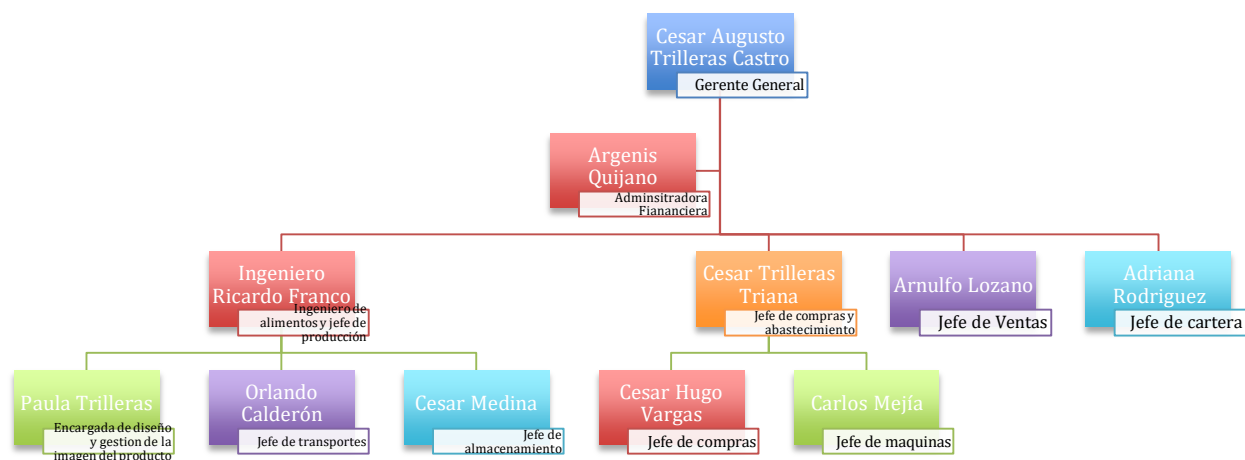 Cesar Augusto
Trilleras Castro
Gerente General
Argenis
Quijano
Adminsitradora
Fiananciera
Ingeniero
Ricardo Franco
Ingeniero de
alimentos y jefe de
producción
Cesar Trilleras
Triana
Jefe de compras y
abastecimiento
Arnulfo Lozano
Jefe de Ventas
Adriana
Rodriguez
Jefe de cartera
Paula Trilleras
Encargada de diseño
y gestion de la
imagen del producto
Orlando
Calderón
Jefe de transportes
Cesar Medina
Jefe de
almacenamiento
Cesar Hugo
Vargas
Jefe de compras
Carlos Mejía
Jefe de maquinas